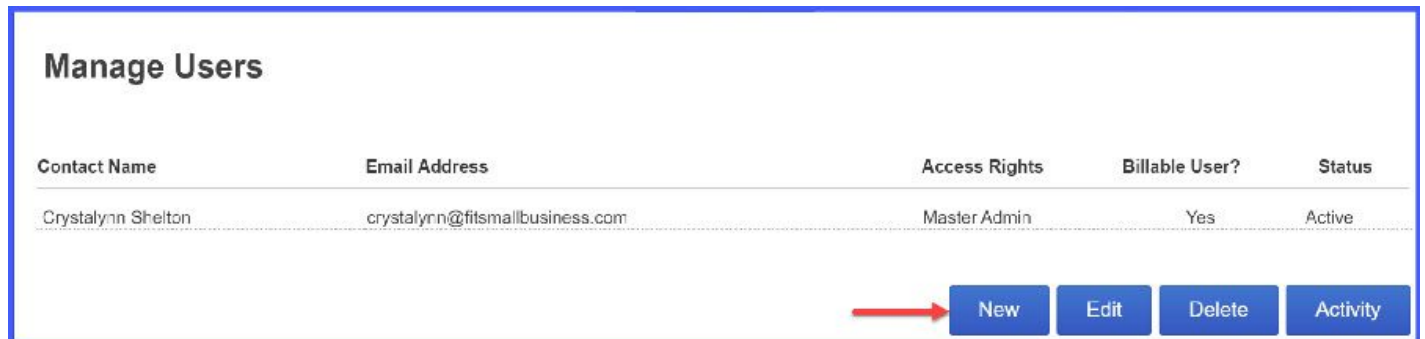 Manage Users
Contact Name Email Address Access Rights Billable User? Status
Crystalynn Shelton crystalynn@fitsmallbusiness.com Master Admin Yes Active
New Edit Delete Activity